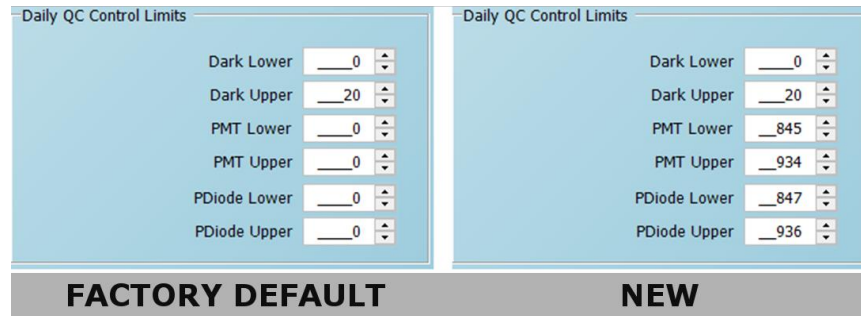 Daily QC Control Limits
Dark Lower ____0
Dark Upper ___20
PMT Lower ____0
PMT Upper ____0
PDiode Lower ____0
PDiode Upper ____0
FACTORY DEFAULT
Daily QC Control Limits
Dark Lower ____0
Dark Upper ___20
PMT Lower __845
PMT Upper __934
PDiode Lower __847
PDiode Upper __936
NEW